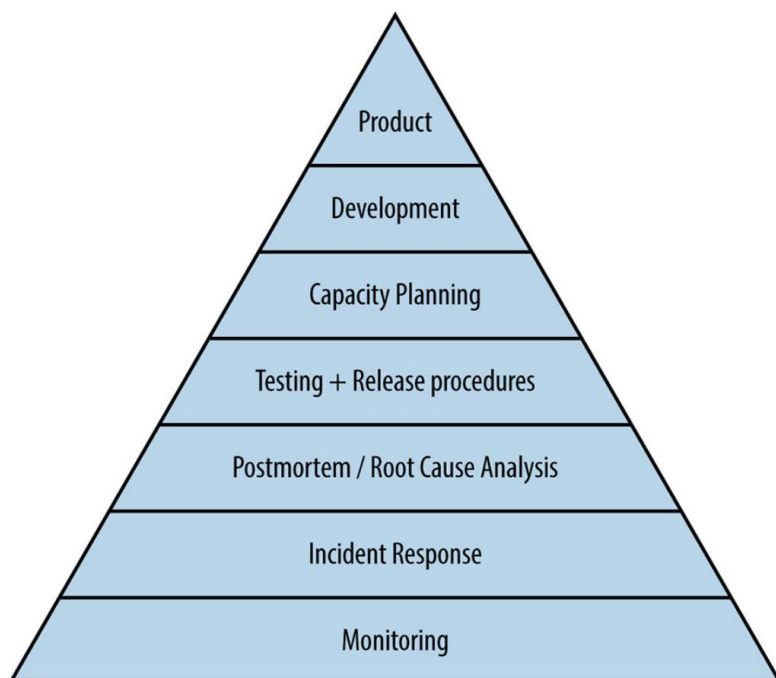 Product
Development
Capacity Planning
Testing + Release procedures
Postmortem / Root Cause Analysis
Incident Response
Monitoring